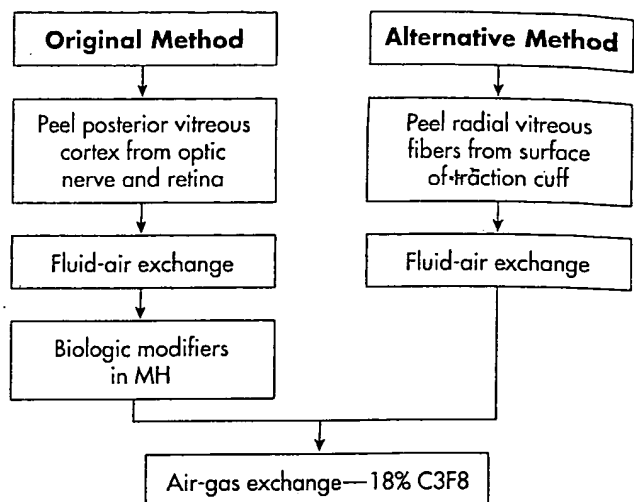 Original Method
Peel posterior vitreous
cortex from optic
nerve and retina
Fluid-air exchange
Biologic modifiers
in MH
Alternative Method
Peel radial vitreous
fibers from surface
of traction cuff
Fluid-air exchange
Air-gas exchange—18% C3F8